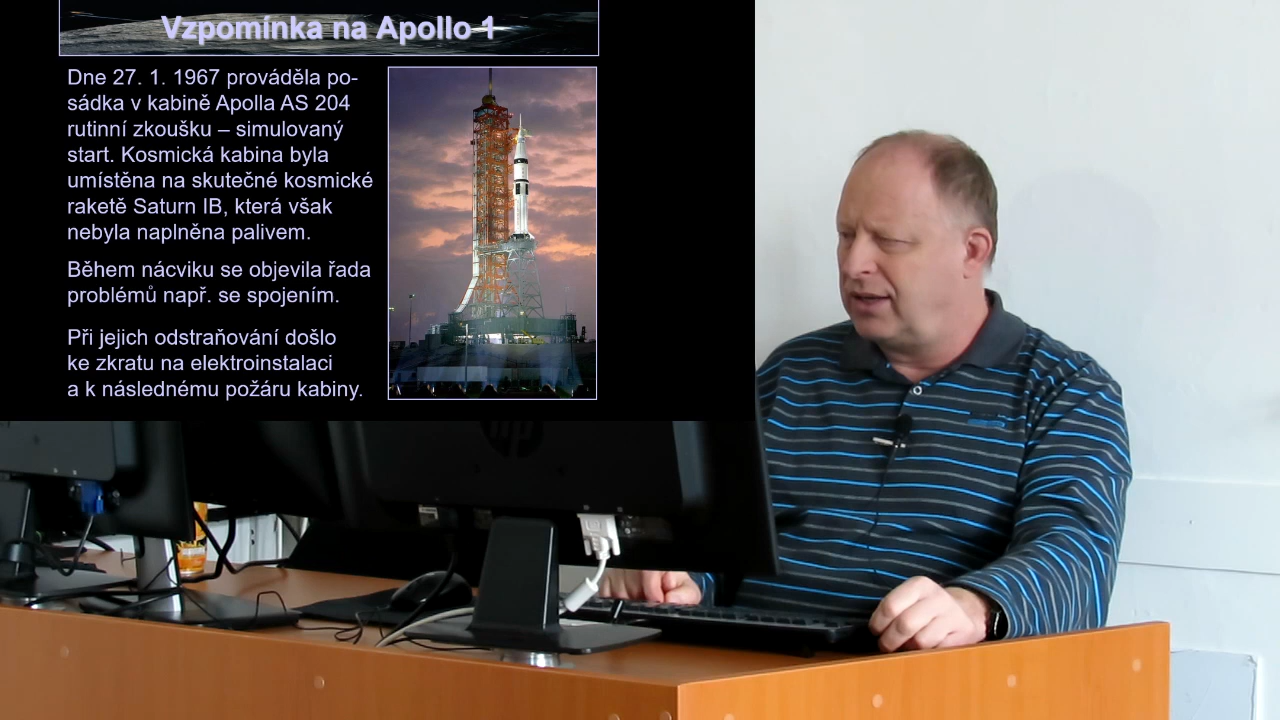 Vzpomínka na Apollo 1
Dne 27. 1. 1967 prováděla po-
sádka v kabině Apolla AS 204
rutinní zkoušku – simulovaný
start. Kosmická kabina byla
umístěna na skutečné kosmické
raketě Saturn IB, která však
nebyla naplněna palivem.
Během nácviku se objevila řada
problémů např. se spojením.
Při jejich odstraňování došlo
ke zkratu na elektroinstalaci
a k následnému požáru kabiny.
hp